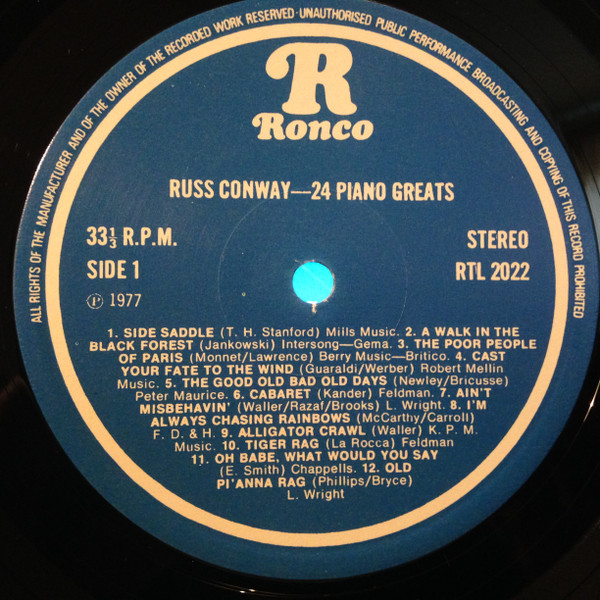 ALL RIGHTS OF THE MANUFACTURER AND OF THE OWNER OF THE RECORDED WORK RESERVED · UNAUTHORISED PUBLIC PERFORMANCE BROADCASTING AND COPYING OF THIS RECORD PROHIBITED
R
Ronco
RUSS CONWAY—24 PIANO GREATS
33⅓ R.P.M.
STEREO
SIDE 1
RTL 2022
℗ 1977
1. SIDE SADDLE (T. H. Stanford) Mills Music. 2. A WALK IN THE
BLACK FOREST (Jankowski) Intersong—Gema. 3. THE POOR PEOPLE
OF PARIS (Monnet/Lawrence) Berry Music—Britico. 4. CAST
YOUR FATE TO THE WIND (Guaraldi/Werber) Robert Mellin
Music. 5. THE GOOD OLD BAD OLD DAYS (Newley/Bricusse)
Peter Maurice. 6. CABARET (Kander) Feldman. 7. AIN'T
MISBEHAVIN' (Waller/Razaf/Brooks) L. Wright. 8. I'M
ALWAYS CHASING RAINBOWS (McCarthy/Carroll)
F. D. & H. 9. ALLIGATOR CRAWL (Waller) K. P. M.
Music. 10. TIGER RAG (La Rocca) Feldman
11. OH BABE, WHAT WOULD YOU SAY
(E. Smith) Chappells. 12. OLD
PI'ANNA RAG (Phillips/Bryce)
L. Wright